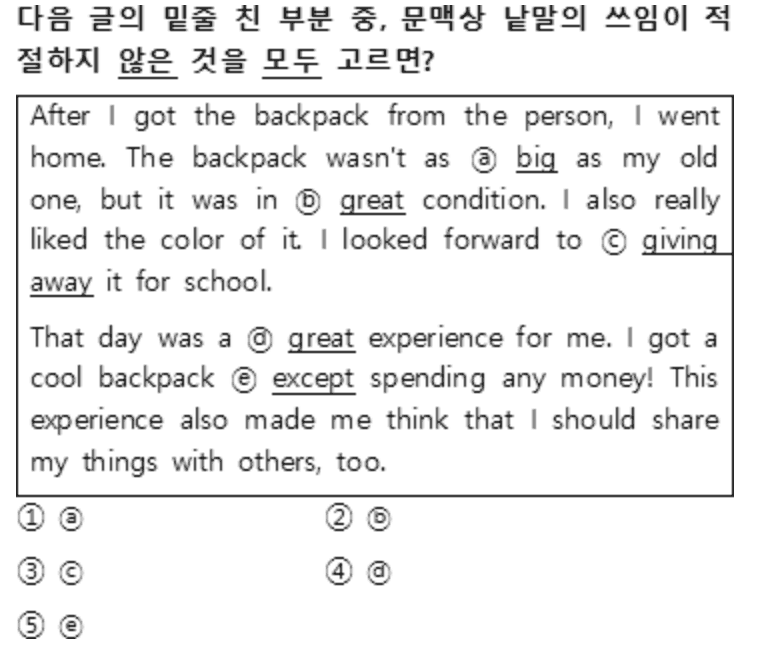 다음 글의 밑줄 친 부분 중, 문맥상 낱말의 쓰임이 적
절하지 않은 것을 모두 고르면?
After I got the backpack from the person, I went
home. The backpack wasn't as ⓐ big as my old
one, but it was in ⓑ great condition. I also really
liked the color of it. I looked forward to ⓒ giving
away it for school.
That day was a ⓓ great experience for me. I got a
cool backpack ⓔ except spending any money! This
experience also made me think that I should share
my things with others, too.
① ⓐ ② ⓑ
③ ⓒ ④ ⓓ
⑤ ⓔ